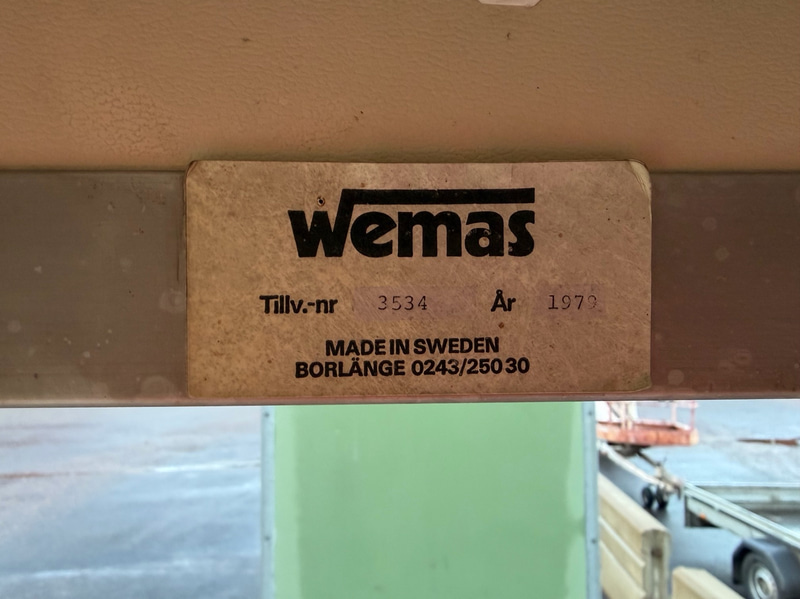 Wemas
Tillv.-nr 3534 År 1979
MADE IN SWEDEN
BORLÄNGE 0243/250 30